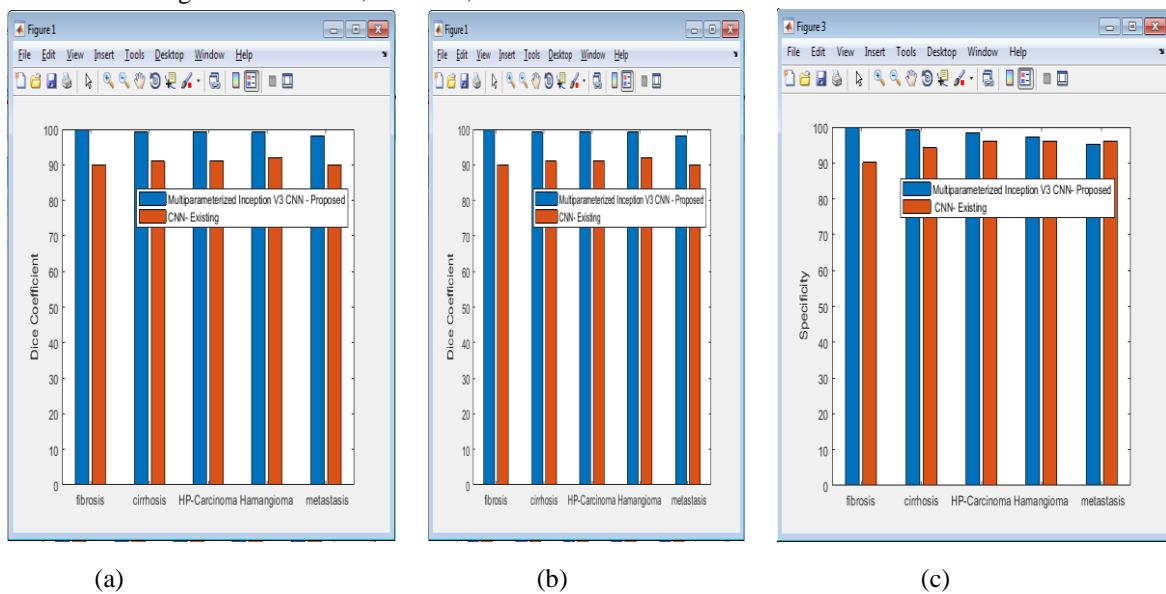 Figure 1
File Edit View Insert Tools Desktop Window Help
100
90
80
70
60
50
40
30
20
10
0
Dice Coefficient
Multiparameterized Inception V3 CNN - Proposed
CNN- Existing
fibrosis cirrhosis HP-Carcinoma Hamangioma metastasis
(a)
Figure 1
File Edit View Insert Tools Desktop Window Help
100
90
80
70
60
50
40
30
20
10
0
Dice Coefficient
Multiparameterized Inception V3 CNN - Proposed
CNN- Existing
fibrosis cirrhosis HP-Carcinoma Hamangioma metastasis
(b)
Figure 3
File Edit View Insert Tools Desktop Window Help
100
90
80
70
60
50
40
30
20
10
0
Specificity
Multiparameterized Inception V3 CNN- Proposed
CNN- Existing
fibrosis cirrhosis HP-Carcinoma Hamangioma metastasis
(c)